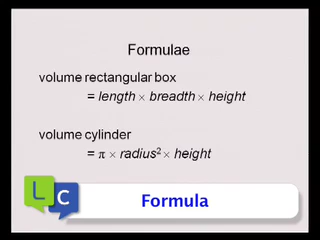 Formulae
volume rectangular box
= length × breadth × height
volume cylinder
= π × radius² × height
L C
Formula